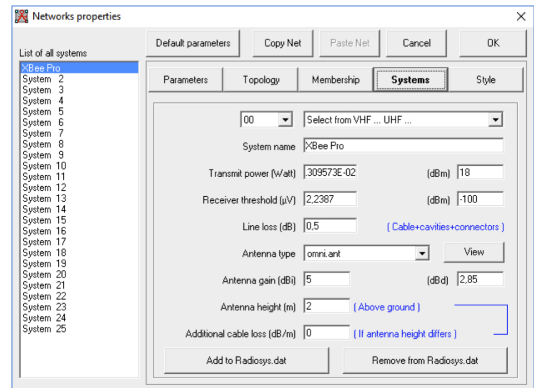 Networks properties
Default parameters
Copy Net
Paste Net
Cancel
OK
List of all systems
XBee Pro
System 2
System 3
System 4
System 5
System 6
System 7
System 8
System 9
System 10
System 11
System 12
System 13
System 14
System 15
System 16
System 17
System 18
System 19
System 20
System 21
System 22
System 23
System 24
System 25
Parameters
Topology
Membership
Systems
Style
00
Select from VHF ... UHF ...
System name XBee Pro
Transmit power (Watt) .309573E-02 (dBm) 18
Receiver threshold (µV) 2,2387 (dBm) -100
Line loss (dB) 0,5 ( Cable+cavities+connectors )
Antenna type omni.ant View
Antenna gain (dBi) 5 (dBd) 2,85
Antenna height (m) 2 ( Above ground )
Additional cable loss (dB/m) 0 ( If antenna height differs )
Add to Radiosys.dat
Remove from Radiosys.dat